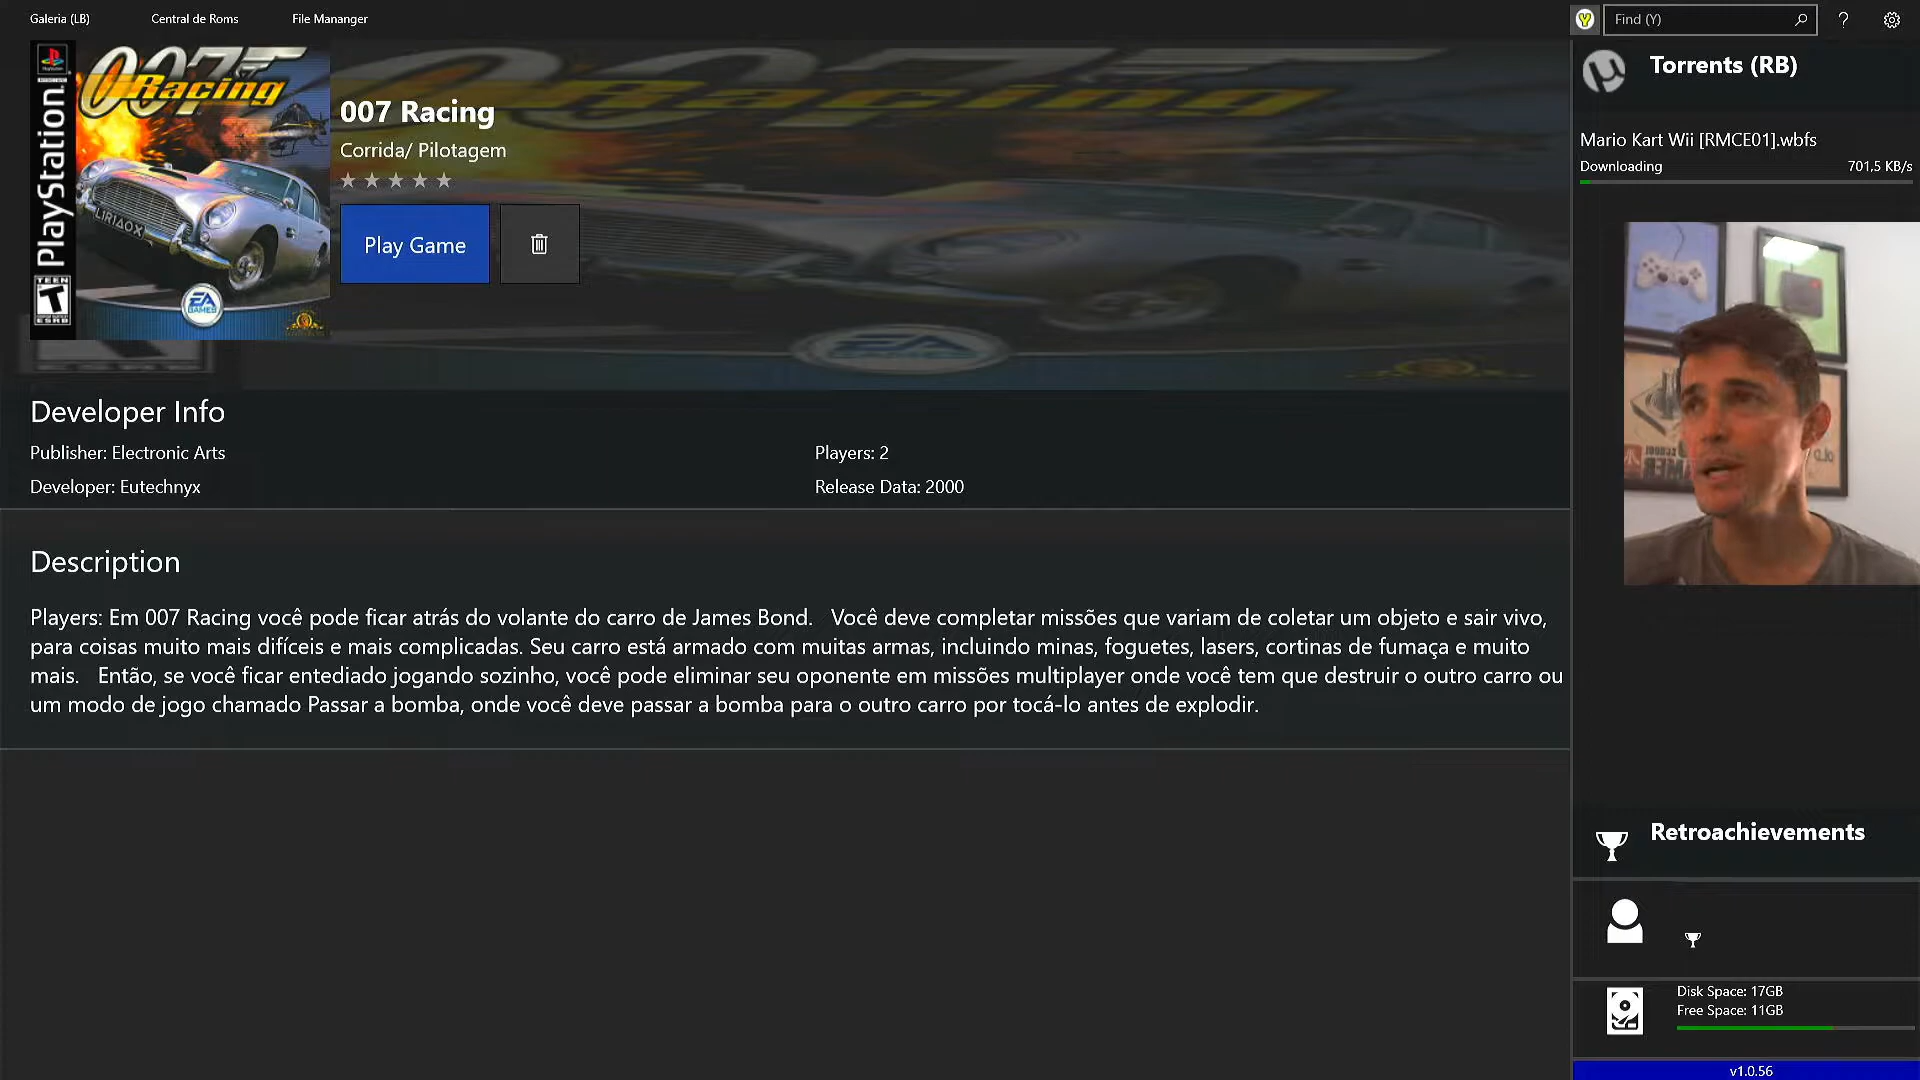 Galeria (LB)
Central de Roms
File Mananger
Find (Y)
Y
?
PlayStation
007
Racing
LIR1AOX
TEEN
T
ESRB
EA
GAMES
007 Racing
Corrida/ Pilotagem
Play Game
Developer Info
Publisher: Electronic Arts
Players: 2
Developer: Eutechnyx
Release Data: 2000
Description
Players: Em 007 Racing você pode ficar atrás do volante do carro de James Bond.   Você deve completar missões que variam de coletar um objeto e sair vivo,
para coisas muito mais difíceis e mais complicadas. Seu carro está armado com muitas armas, incluindo minas, foguetes, lasers, cortinas de fumaça e muito
mais.   Então, se você ficar entediado jogando sozinho, você pode eliminar seu oponente em missões multiplayer onde você tem que destruir o outro carro ou
um modo de jogo chamado Passar a bomba, onde você deve passar a bomba para o outro carro por tocá-lo antes de explodir.
Torrents (RB)
Mario Kart Wii [RMCE01].wbfs
Downloading
701,5 KB/s
Retroachievements
Disk Space: 17GB
Free Space: 11GB
v1.0.56